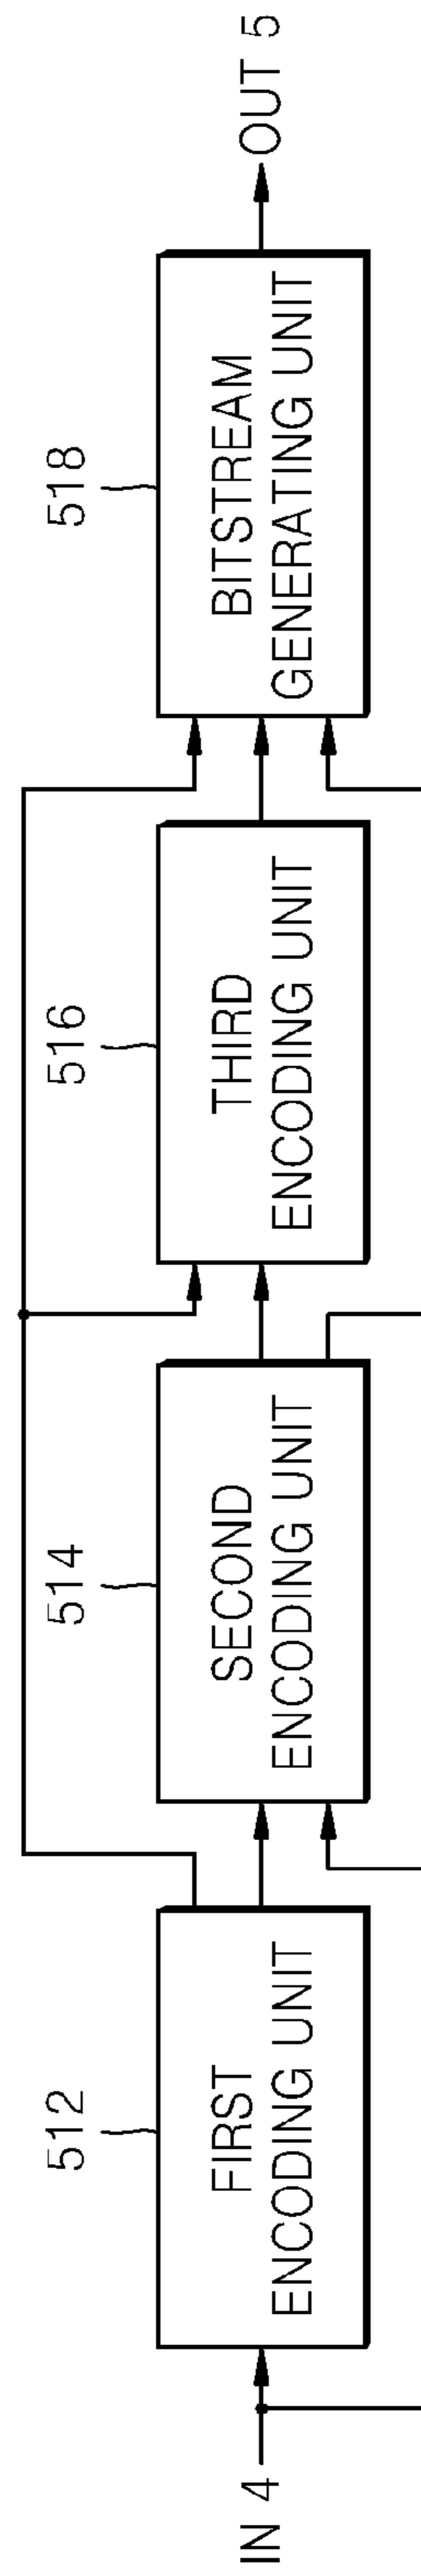 IN 4
512
FIRST
ENCODING UNIT
514
SECOND
ENCODING UNIT
516
THIRD
ENCODING UNIT
518
BITSTREAM
GENERATING UNIT
OUT 5